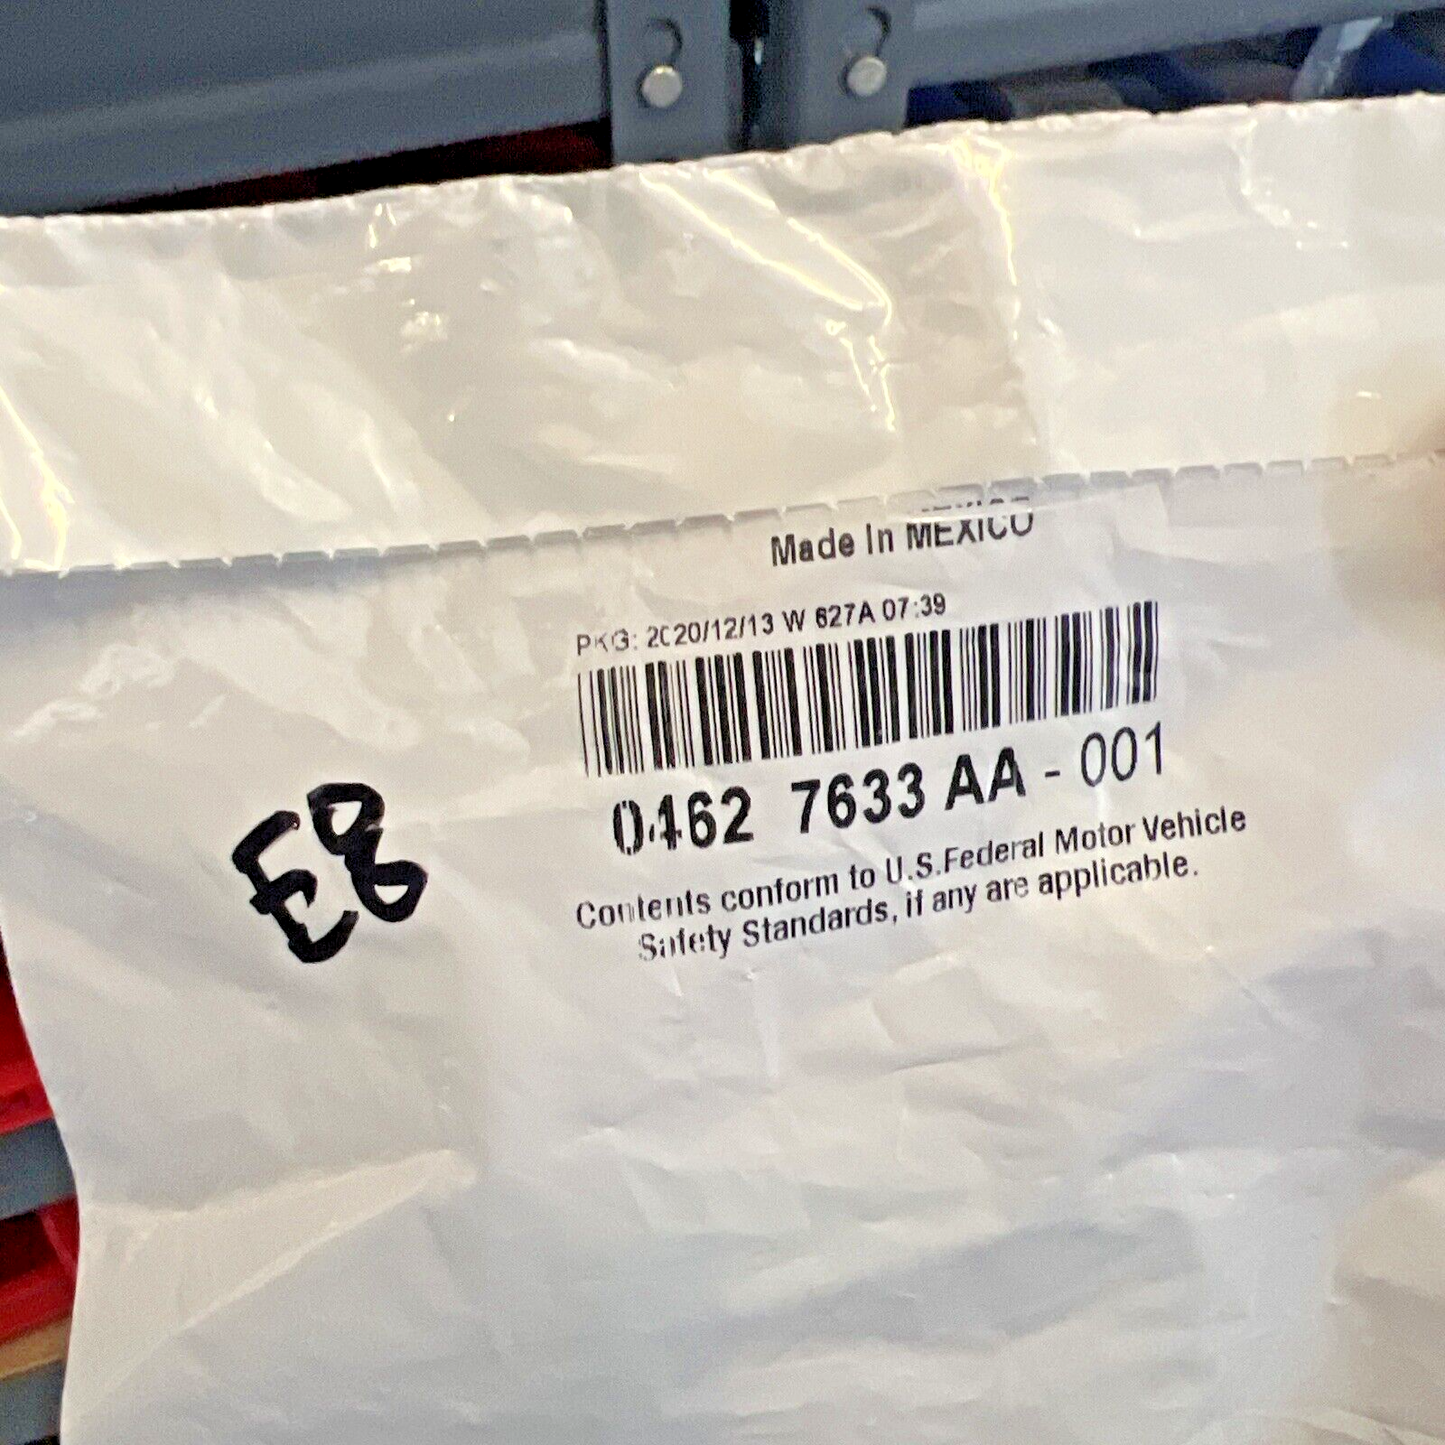 Made In MEXICO
PKG: 2020/12/13 W 627A 07:39
0462 7633 AA - 001
Contents conform to U.S.Federal Motor Vehicle
Safety Standards, if any are applicable.
E8